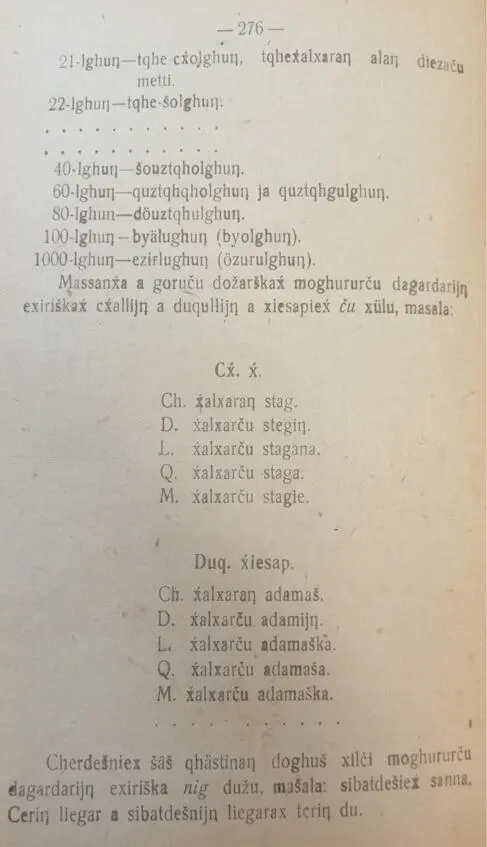 — 276 —
21-lghuŋ—tqhe-cẋolghuŋ, tqheẋalxaraŋ alaŋ diezaču
metti.
22-lghuŋ—tqhe-šolghuŋ.
. . . . . . . . . . .
. . . . . . . . . . .
40-lghuŋ—šouztqholghuŋ.
60-lghuŋ—quztqhqholghuŋ ja quztqhgulghuŋ.
80-lghuŋ—döuztqhulghuŋ.
100-lghuŋ—byälughuŋ (byolghuŋ).
1000-lghuŋ—ezirlughuŋ (özurulghuŋ).
Massanẋa a goruču dožarškaẋ moghururču dagardarijŋ
exiriškaẋ cẋallijŋ a duqullijŋ a xiesapieẋ ču xülu, masala:
Cẋ. ẋ.
Ch. ẋalxaraŋ stag.
D. ẋalxarču stegiŋ.
L. ẋalxarču stagana.
Q. ẋalxarču staga.
M. ẋalxarču stagie.
Duq. ẋiesap.
Ch. ẋalxaraŋ adamaš.
D. ẋalxarču adamijŋ.
L. ẋalxarču adamaška.
Q. ẋalxarču adamaša.
M. ẋalxarču adamaška.
. . . . . . . . . . .
Cherdešniex šäš qhästinaŋ doghuš xilči moghururču
dagardarijŋ exiriška nig dužu, mašala: sibatdešieẋ sanna.
Ceriŋ liegar a sibatdešnijŋ liegarax teriŋ du.